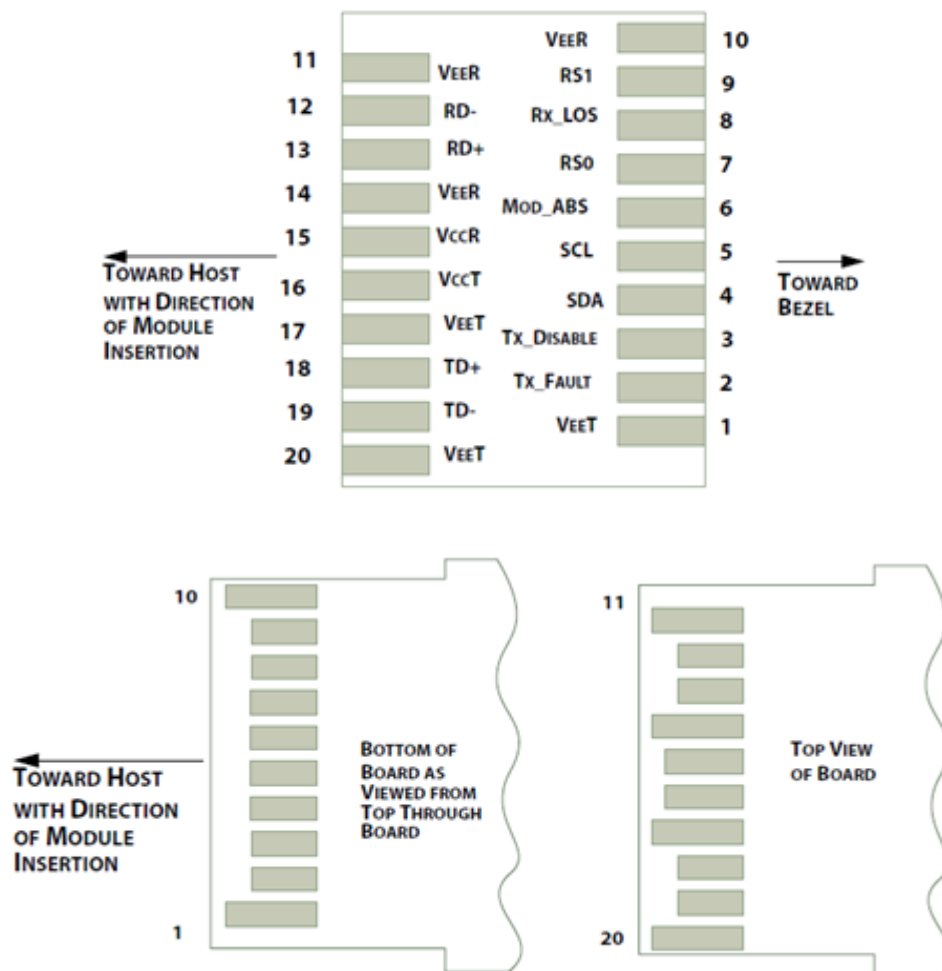 11
12
13
14
15
16
17
18
19
20
VEER
RD-
RD+
VEER
VCCR
VCCT
VEET
TD+
TD-
VEET
VEER
RS1
RX_LOS
RS0
MOD_ABS
SCL
SDA
TX_DISABLE
TX_FAULT
VEET
10
9
8
7
6
5
4
3
2
1
TOWARD HOST
WITH DIRECTION
OF MODULE
INSERTION
TOWARD
BEZEL
10
1
BOTTOM OF
BOARD AS
VIEWED FROM
TOP THROUGH
BOARD
TOWARD HOST
WITH DIRECTION
OF MODULE
INSERTION
11
20
TOP VIEW
OF BOARD